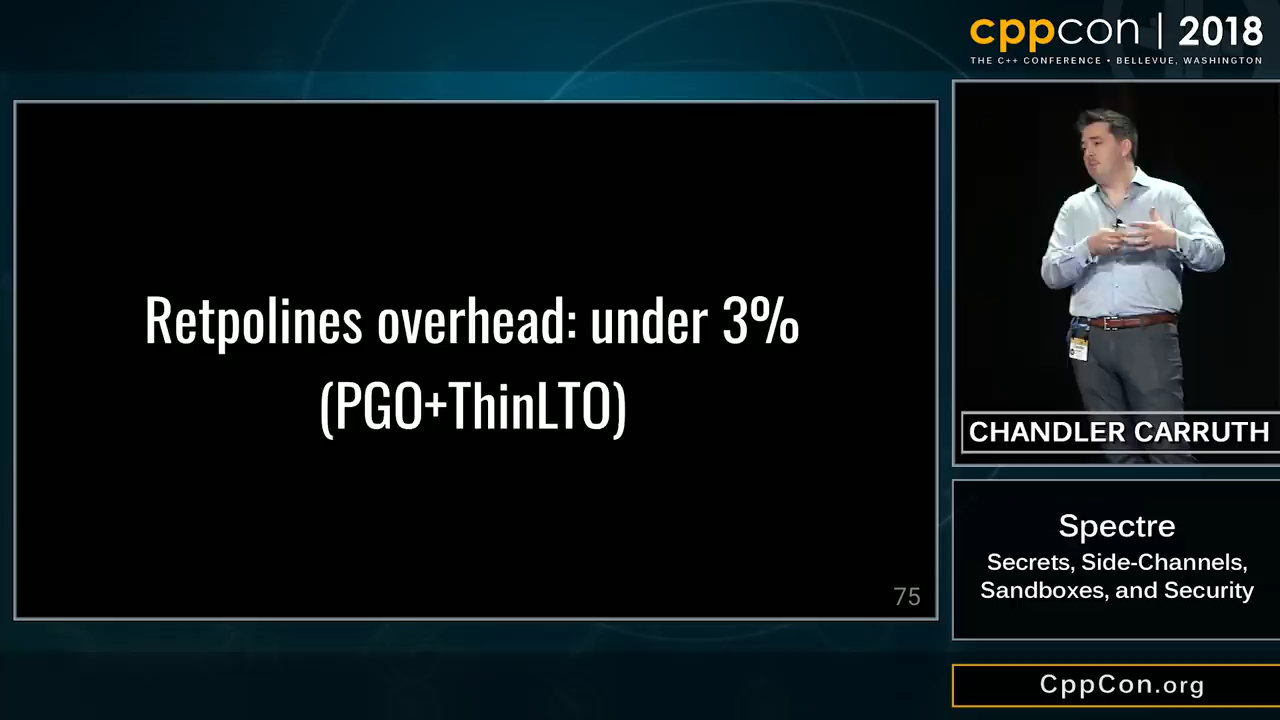 cppcon | 2018
THE C++ CONFERENCE • BELLEVUE, WASHINGTON
Retpolines overhead: under 3%
(PGO+ThinLTO)
75
CHANDLER CARRUTH
Spectre
Secrets, Side-Channels,
Sandboxes, and Security
CppCon.org